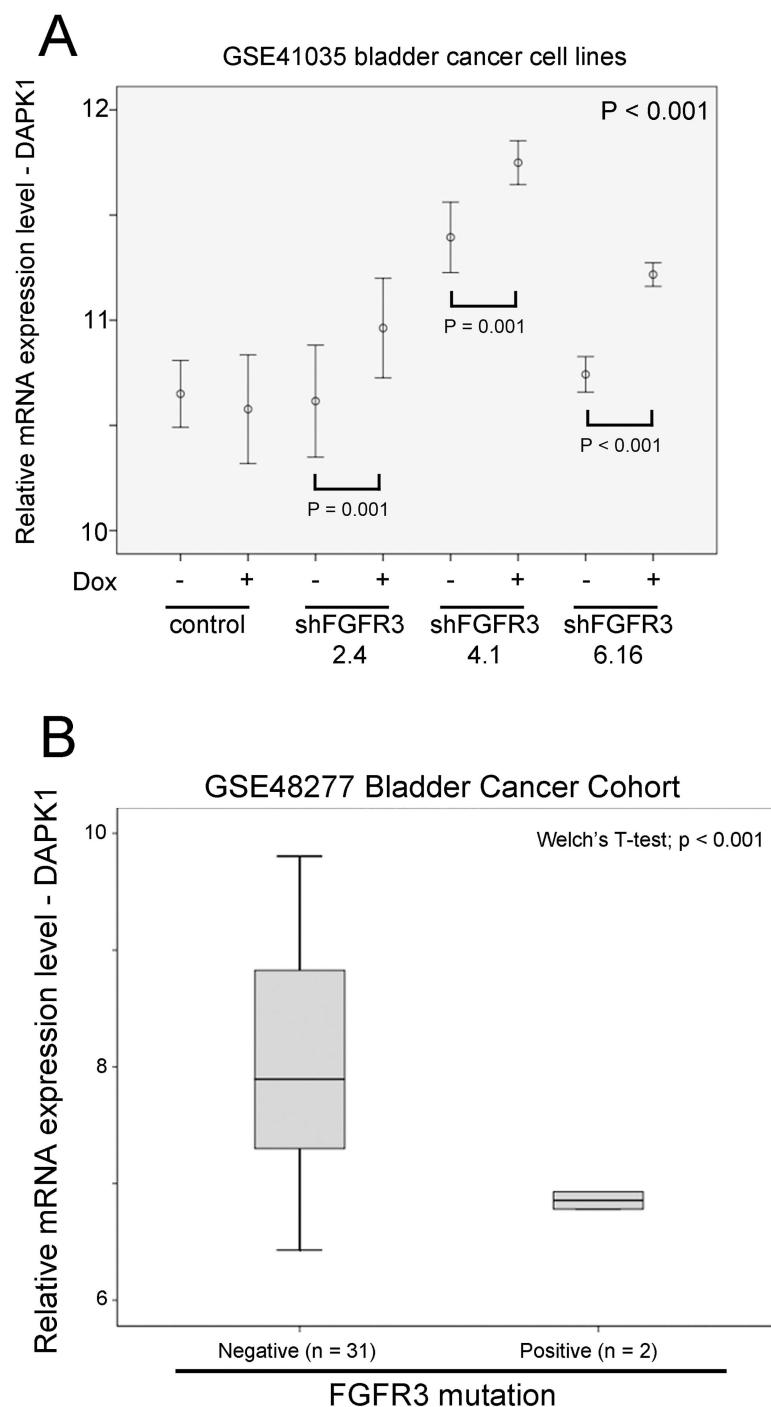 A
GSE41035 bladder cancer cell lines
Relative mRNA expression level - DAPK1
12
11
10
P < 0.001
P = 0.001
P = 0.001
P < 0.001
Dox - + - + - + - +
control shFGFR3 shFGFR3 shFGFR3
2.4 4.1 6.16
B
GSE48277 Bladder Cancer Cohort
Relative mRNA expression level - DAPK1
10
8
6
Welch's T-test; p < 0.001
Negative (n = 31) Positive (n = 2)
FGFR3 mutation